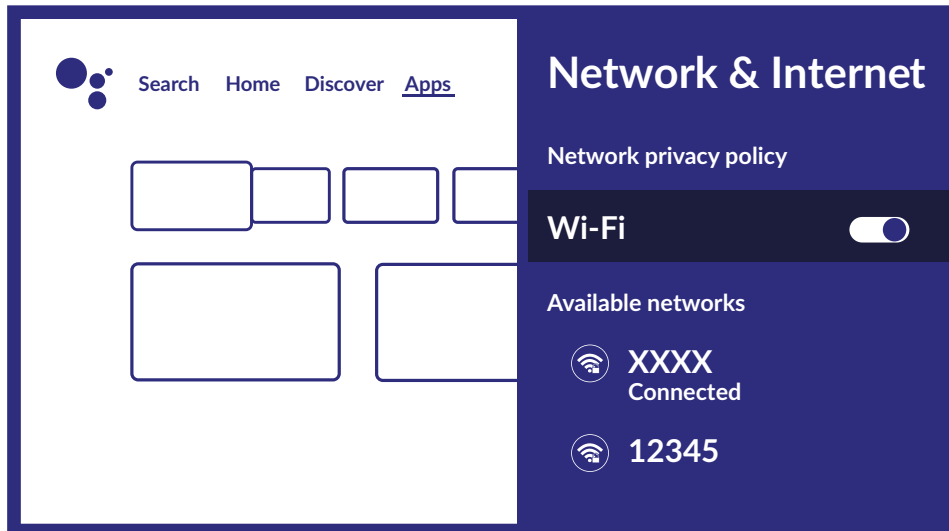 Search Home Discover Apps
Network & Internet
Network privacy policy
Wi-Fi
Available networks
XXXX
Connected
12345